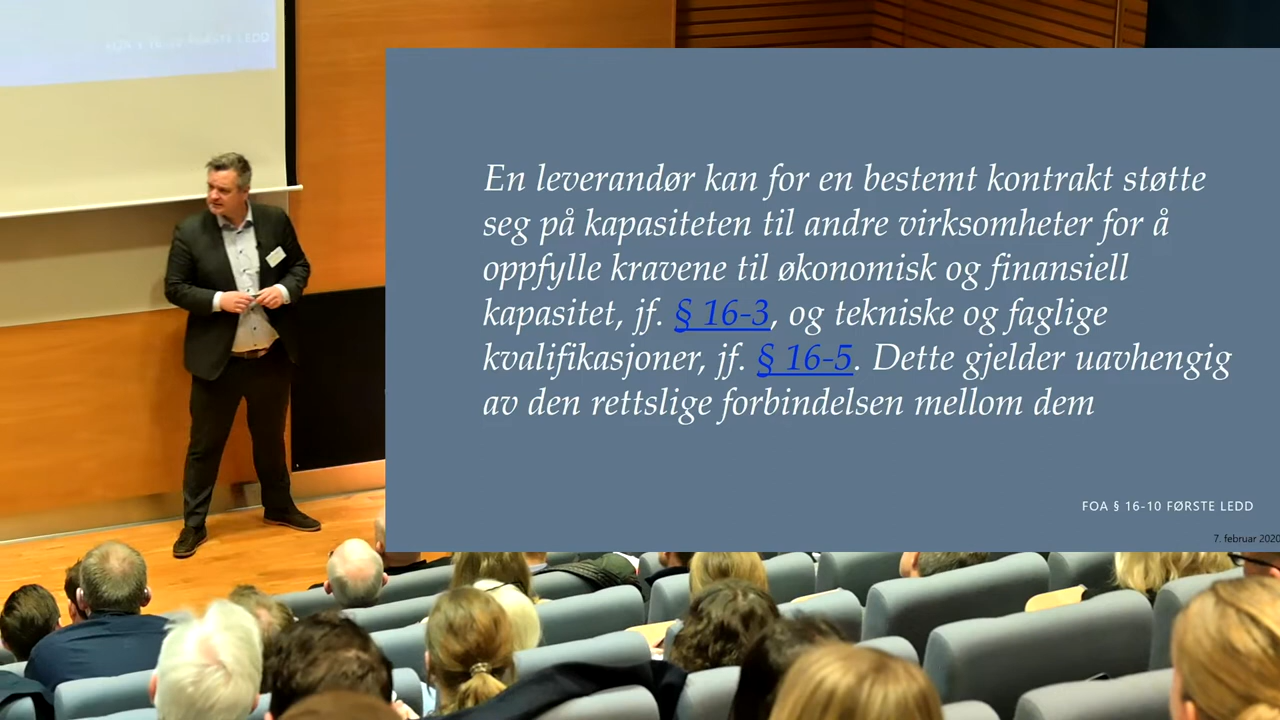 En leverandør kan for en bestemt kontrakt støtte
seg på kapasiteten til andre virksomheter for å
oppfylle kravene til økonomisk og finansiell
kapasitet, jf. § 16-3, og tekniske og faglige
kvalifikasjoner, jf. § 16-5. Dette gjelder uavhengig
av den rettslige forbindelsen mellom dem
FOA § 16-10 FØRSTE LEDD
7. februar 2020